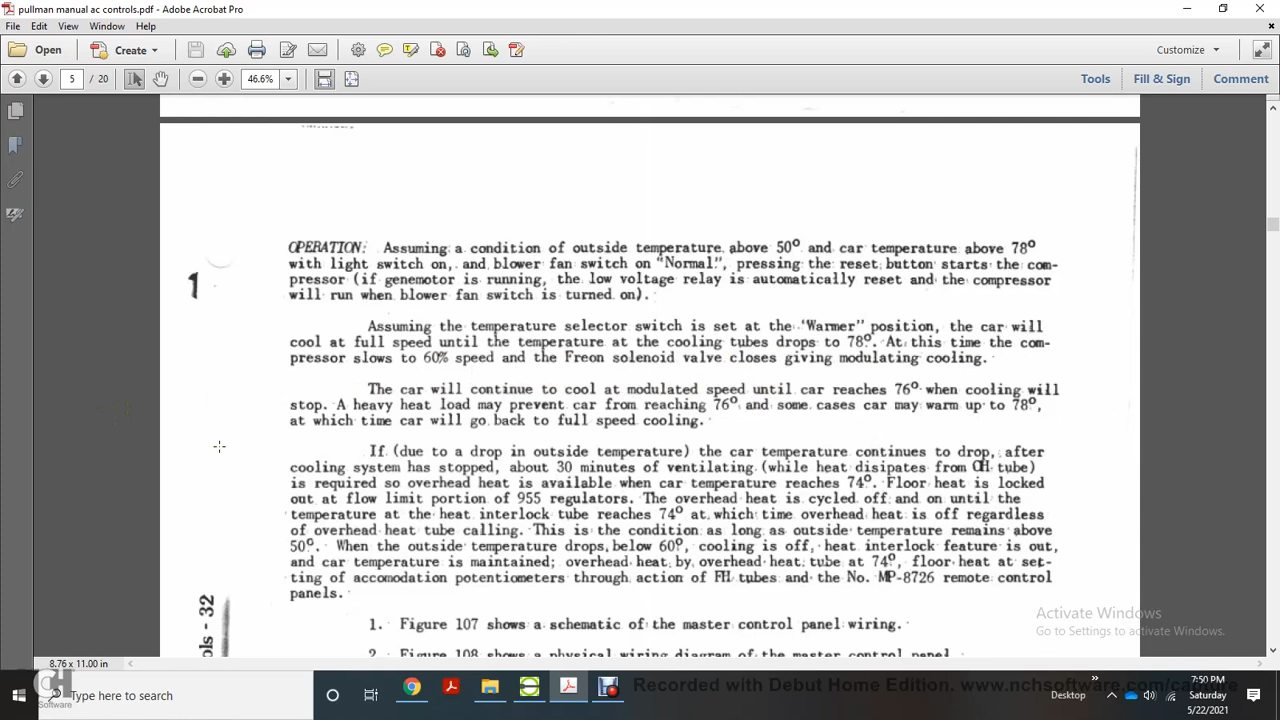 pullman manual ac controls.pdf - Adobe Acrobat Pro
File Edit View Window Help
Open Create Customize
5 / 20 46.6% Tools Fill & Sign Comment
OPERATION: Assuming a condition of outside temperature above 50° and car temperature above 78°
with light switch on, and blower fan switch on "Normal", pressing the reset button starts the com-
pressor (if genemotor is running, the low voltage relay is automatically reset and the compressor
will run when blower fan switch is turned on).
1
Assuming the temperature selector switch is set at the "Warmer" position, the car will
cool at full speed until the temperature at the cooling tubes drops to 78°. At this time the com-
pressor slows to 60% speed and the Freon solenoid valve closes giving modulating cooling.
The car will continue to cool at modulated speed until car reaches 76° when cooling will
stop. A heavy heat load may prevent car from reaching 76° and some cases car may warm up to 78°,
at which time car will go back to full speed cooling.
If (due to a drop in outside temperature) the car temperature continues to drop, after
cooling system has stopped, about 30 minutes of ventilating (while heat disipates from OH tube)
is required so overhead heat is available when car temperature reaches 74°. Floor heat is locked
out at flow limit portion of 955 regulators. The overhead heat is cycled off and on until the
temperature at the heat interlock tube reaches 74° at which time overhead heat is off regardless
of overhead heat tube calling. This is the condition as long as outside temperature remains above
50°. When the outside temperature drops below 60°, cooling is off, heat interlock feature is out,
and car temperature is maintained; overhead heat by overhead heat tube at 74°, floor heat at set-
ting of accomodation potentiometers through action of FH tubes and the No. MP-8726 remote control
panels.
1. Figure 107 shows a schematic of the master control panel wiring.
2. Figure 108 shows a physical wiring diagram of the master control panel
ols - 32
Activate Windows
Go to Settings to activate Windows.
8.76 x 11.00 in
CH
Software
Type here to search
Recorded with Debut Home Edition. www.nchsoftware.com/capture
Desktop
7:50 PM
Saturday
5/22/2021